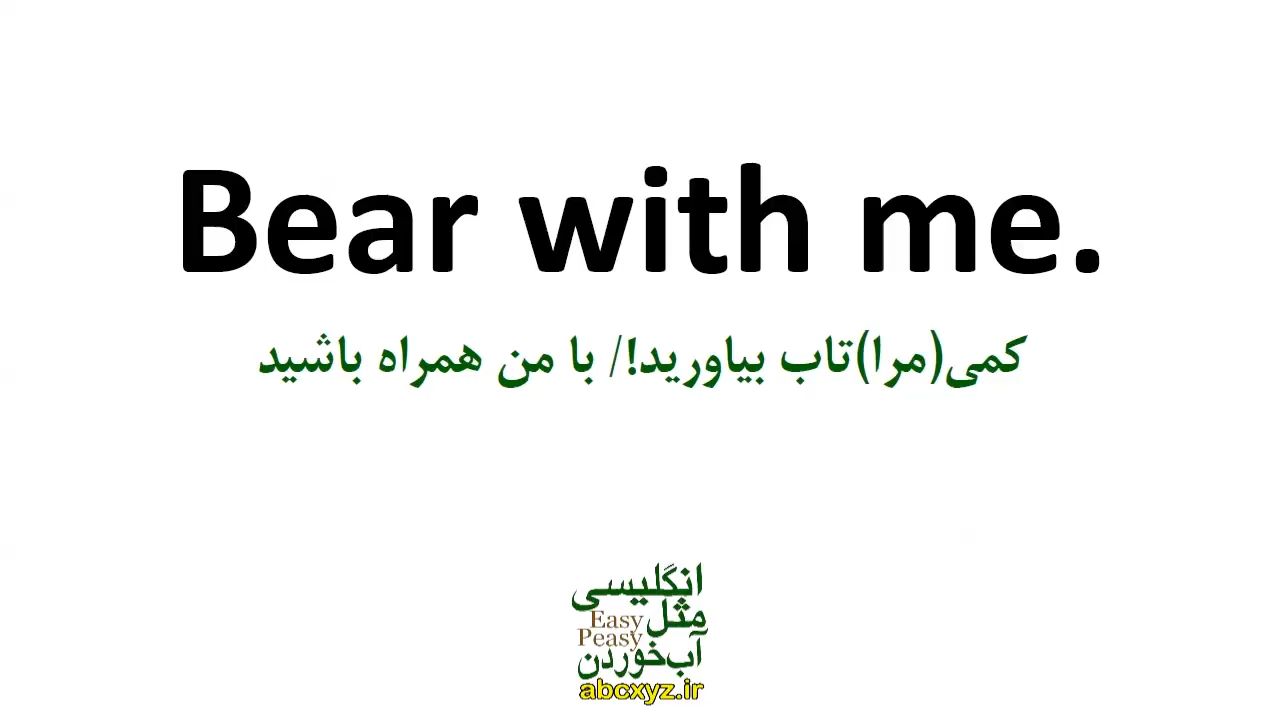 Bear with me.
کمی(مرا)تاب بیاورید!/ با من همراه باشید
انگلیسی
مثل
Easy
Peasy
آب‌خوردن
abcxyz.ir